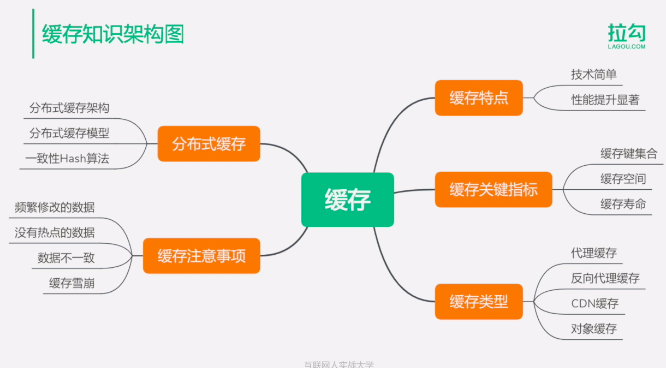 缓存知识架构图
拉勾
LAGOU.COM
分布式缓存架构
分布式缓存模型
一致性Hash算法
分布式缓存
频繁修改的数据
没有热点的数据
数据不一致
缓存雪崩
缓存注意事项
缓存
缓存特点
技术简单
性能提升显著
缓存关键指标
缓存键集合
缓存空间
缓存寿命
缓存类型
代理缓存
反向代理缓存
CDN缓存
对象缓存
互联网人实战大学